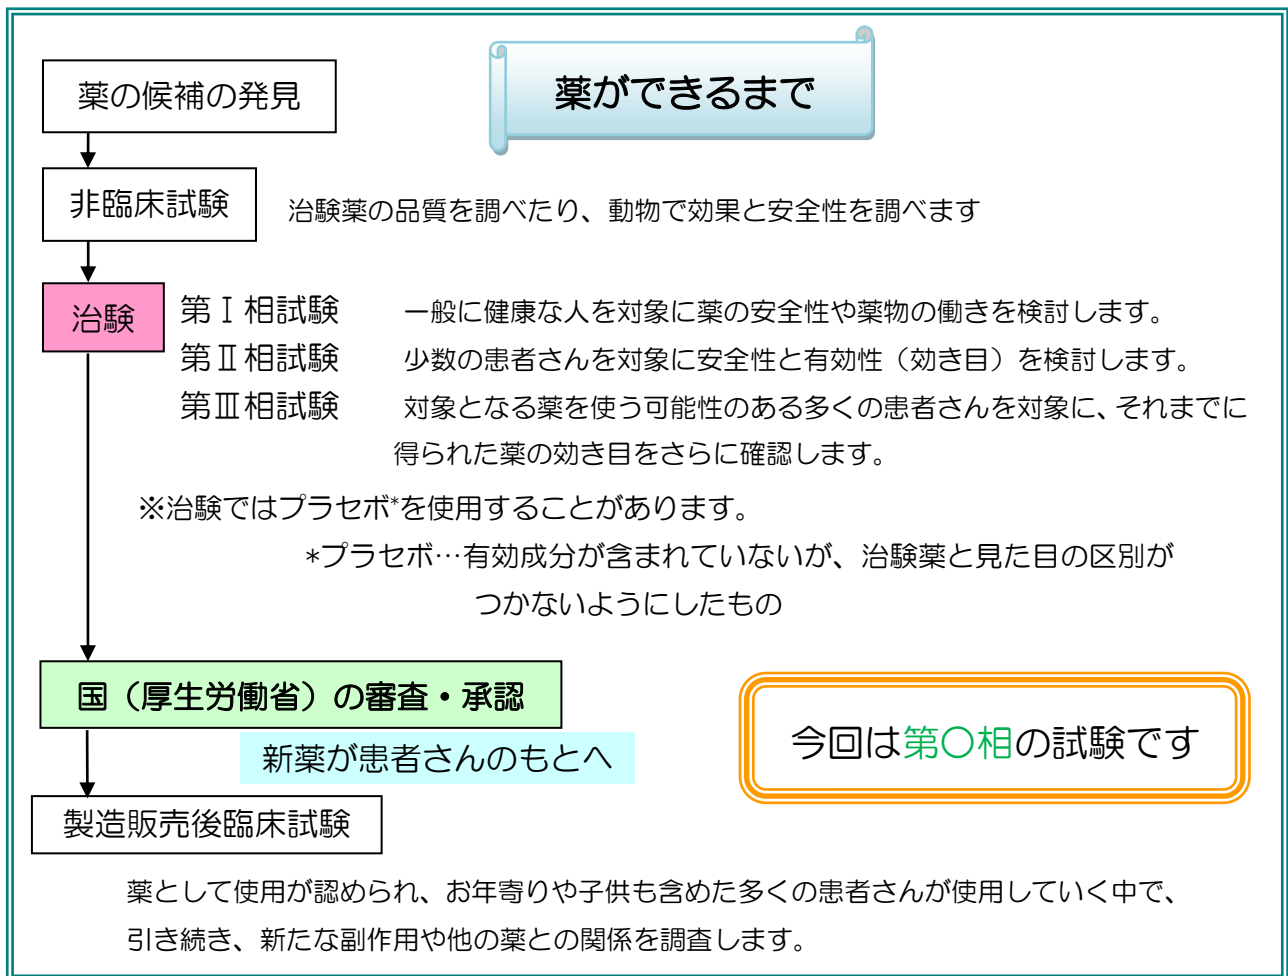 薬ができるまで
薬の候補の発見
非臨床試験
治験薬の品質を調べたり、動物で効果と安全性を調べます
治験
第Ⅰ相試験 一般に健康な人を対象に薬の安全性や薬物の働きを検討します。
第Ⅱ相試験 少数の患者さんを対象に安全性と有効性（効き目）を検討します。
第Ⅲ相試験 対象となる薬を使う可能性のある多くの患者さんを対象に、それまでに
得られた薬の効き目をさらに確認します。
※治験ではプラセボ*を使用することがあります。
*プラセボ…有効成分が含まれていないが、治験薬と見た目の区別が
つかないようにしたもの
国（厚生労働省）の審査・承認
新薬が患者さんのもとへ
今回は第〇相の試験です
製造販売後臨床試験
薬として使用が認められ、お年寄りや子供も含めた多くの患者さんが使用していく中で、
引き続き、新たな副作用や他の薬との関係を調査します。